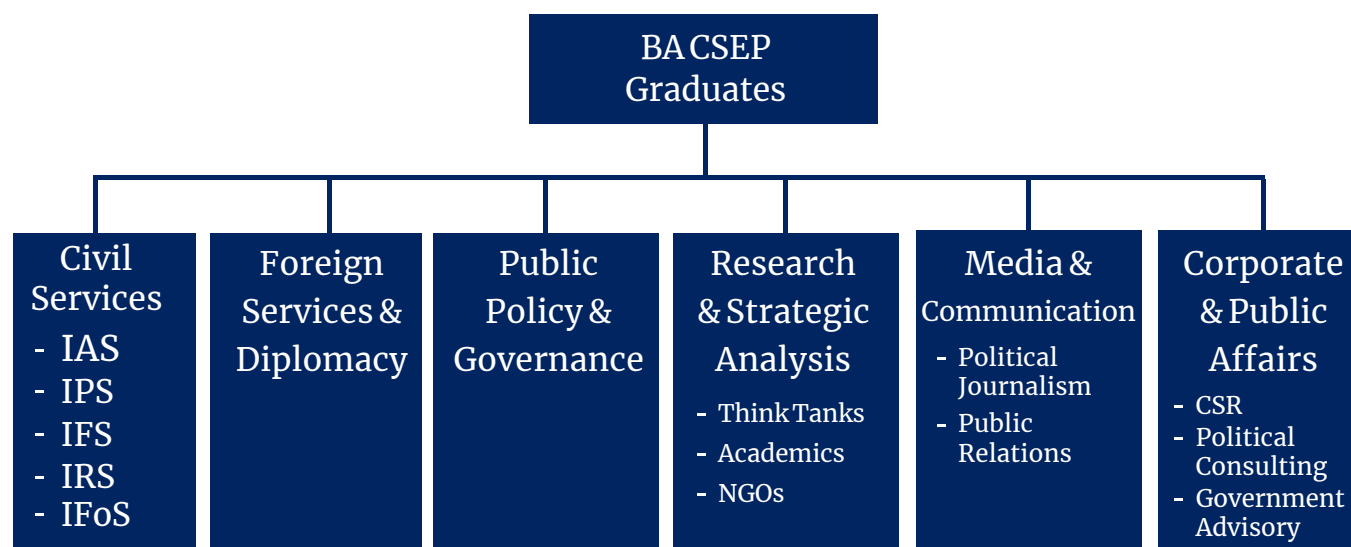 BA CSEP
Graduates
Civil
Services
- IAS
- IPS
- IFS
- IRS
- IFoS
Foreign
Services &
Diplomacy
Public
Policy &
Governance
Research
& Strategic
Analysis
- Think Tanks
- Academics
- NGOs
Media &
Communication
- Political
Journalism
- Public
Relations
Corporate
& Public
Affairs
- CSR
- Political
Consulting
- Government
Advisory